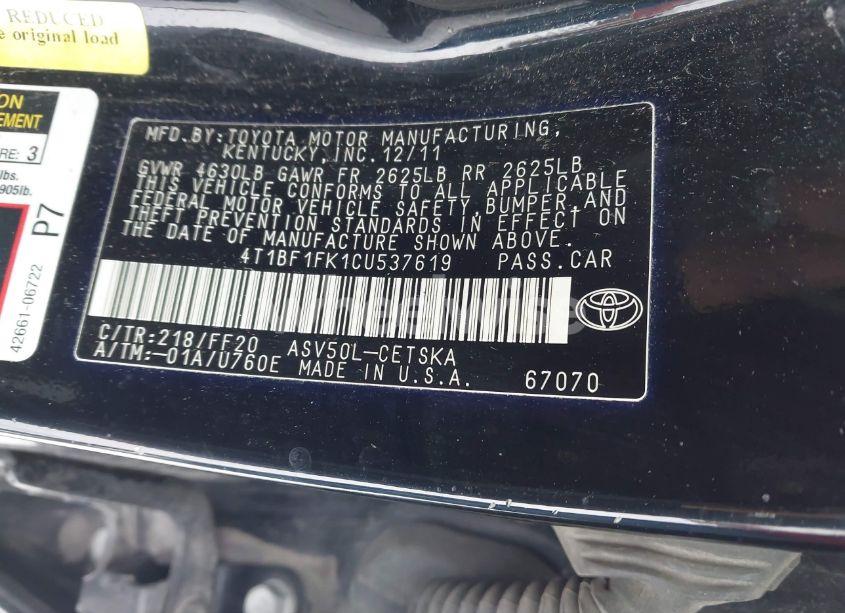 REDUCED
e original load
ON
EMENT
RE: 3
lbs.
905lb.
P7
42661-06722
MFD.BY:TOYOTA MOTOR MANUFACTURING,
KENTUCKY,INC.12/11
GVWR 4630LB GAWR FR 2625LB RR 2625LB
THIS VEHICLE CONFORMS TO ALL APPLICABLE
FEDERAL MOTOR VEHICLE SAFETY,BUMPER,AND
THEFT PREVENTION STANDARDS IN EFFECT ON
THE DATE OF MANUFACTURE SHOWN ABOVE.
4T1BF1FK1CU537619 PASS.CAR
C/TR:218/FF20 ASV50L-CETSKA
A/TM:-01A/U760E MADE IN U.S.A. 67070